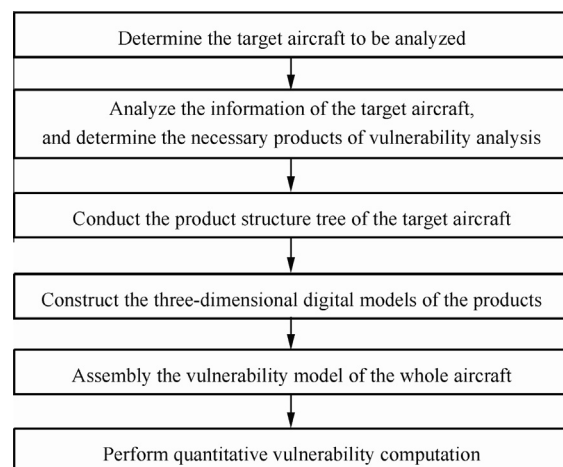 Determine the target aircraft to be analyzed
Analyze the information of the target aircraft,
and determine the necessary products of vulnerability analysis
Conduct the product structure tree of the target aircraft
Construct the three-dimensional digital models of the products
Assembly the vulnerability model of the whole aircraft
Perform quantitative vulnerability computation